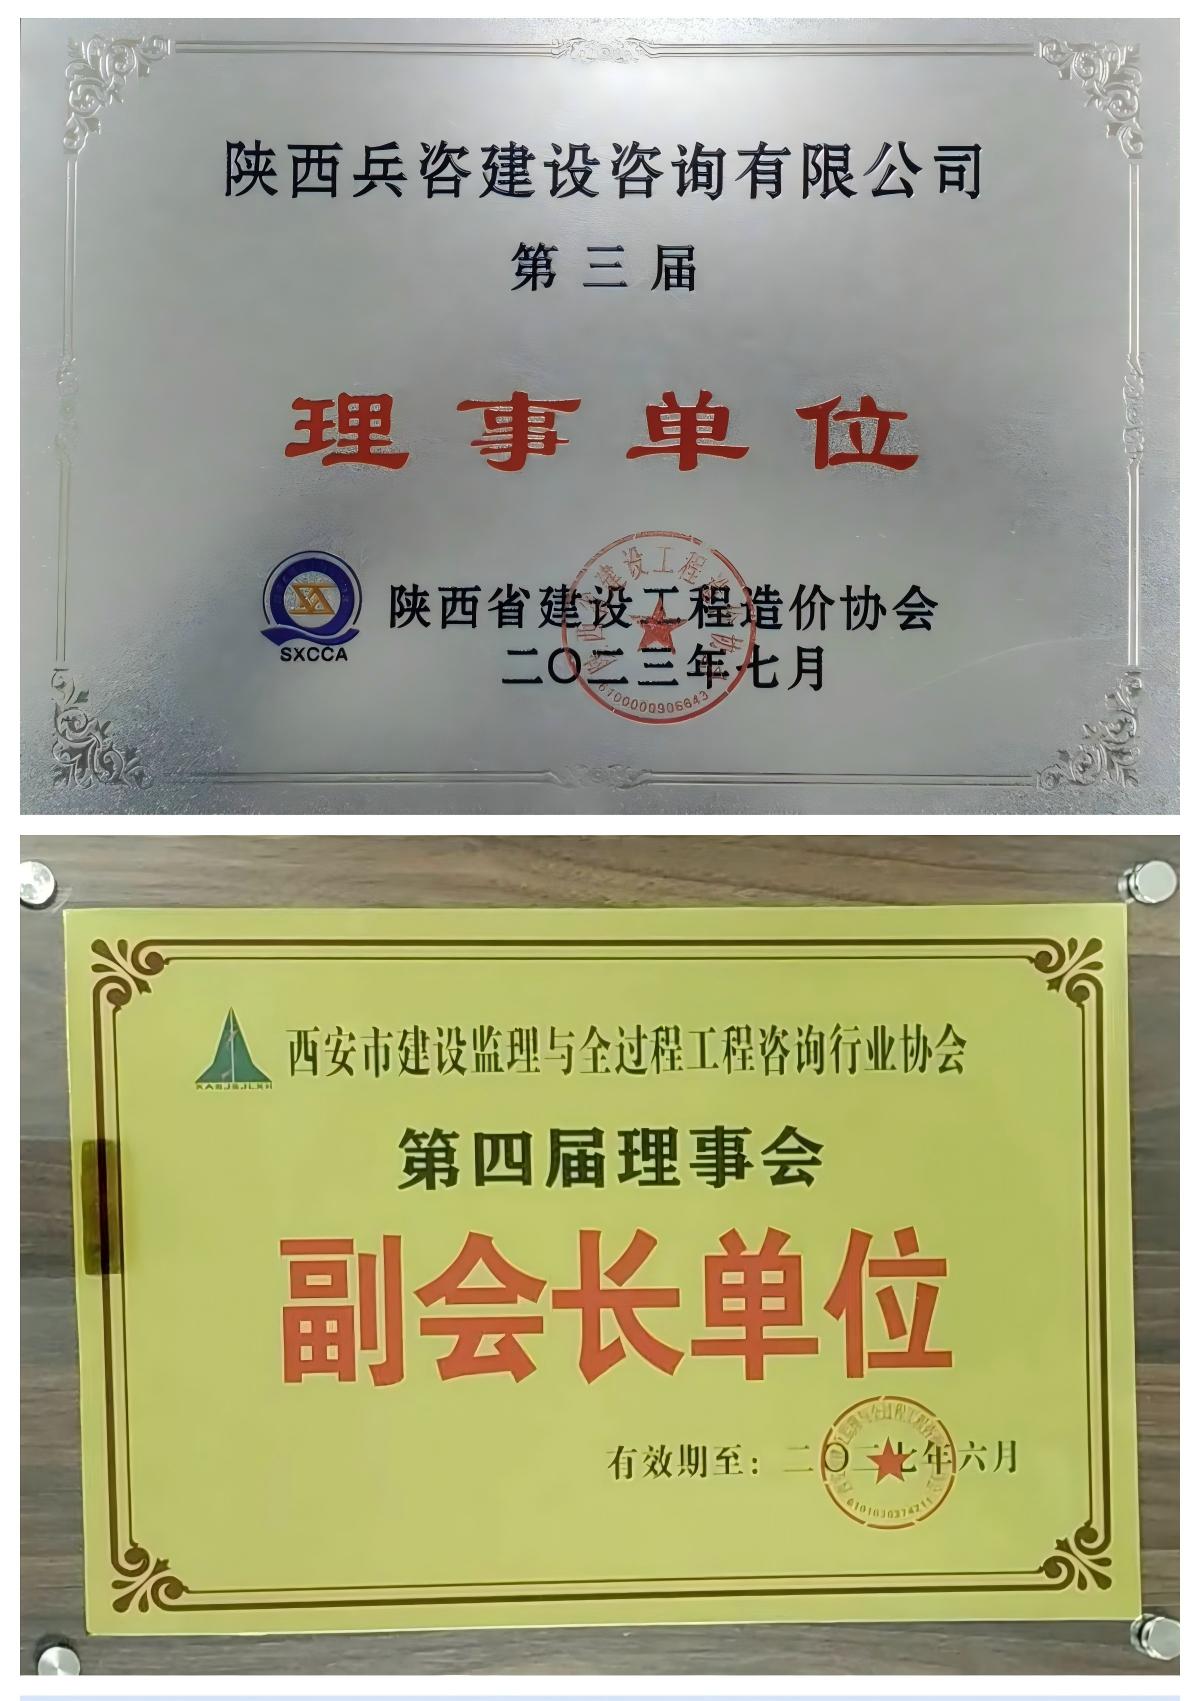 陕西兵咨建设咨询有限公司
第三届
理事单位
SXCCA
陕西省建设工程造价协会
二〇二三年七月
6100000906643
西安市建设监理与全过程工程咨询行业协会
XABJSJLXH
第四届理事会
副会长单位
有效期至：二〇二七年六月